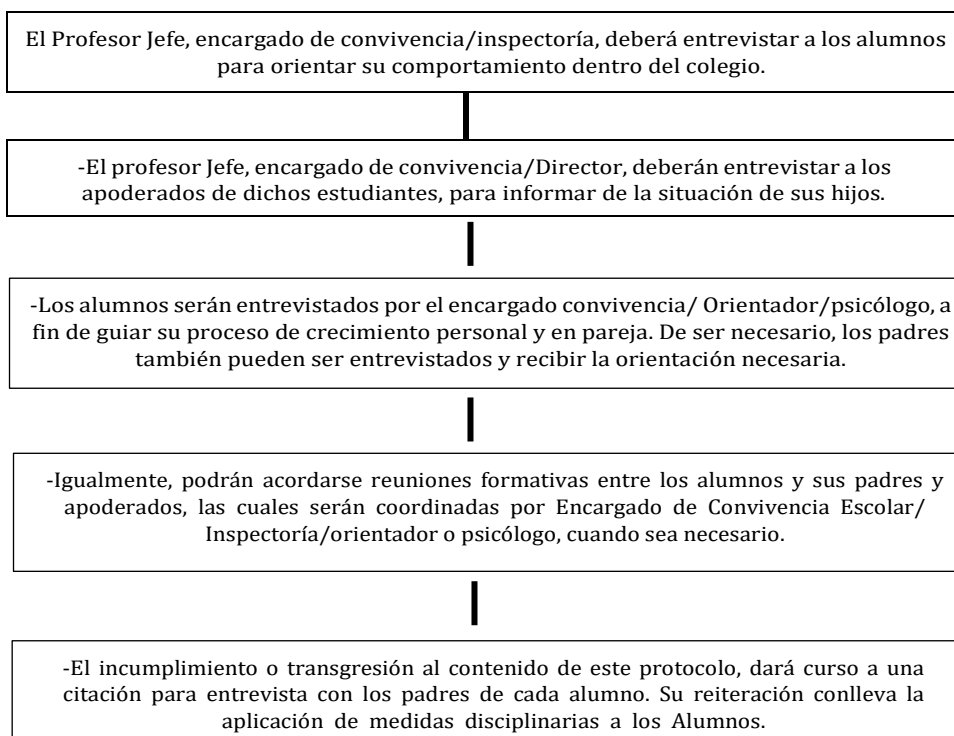 El Profesor Jefe, encargado de convivencia/inspectoría, deberá entrevistar a los alumnos
para orientar su comportamiento dentro del colegio.
-El profesor Jefe, encargado de convivencia/Director, deberán entrevistar a los
apoderados de dichos estudiantes, para informar de la situación de sus hijos.
-Los alumnos serán entrevistados por el encargado convivencia/ Orientador/psicólogo, a
fin de guiar su proceso de crecimiento personal y en pareja. De ser necesario, los padres
también pueden ser entrevistados y recibir la orientación necesaria.
-Igualmente, podrán acordarse reuniones formativas entre los alumnos y sus padres y
apoderados, las cuales serán coordinadas por Encargado de Convivencia Escolar/
Inspectoría/orientador o psicólogo, cuando sea necesario.
-El incumplimiento o transgresión al contenido de este protocolo, dará curso a una
citación para entrevista con los padres de cada alumno. Su reiteración conlleva la
aplicación de medidas disciplinarias a los Alumnos.